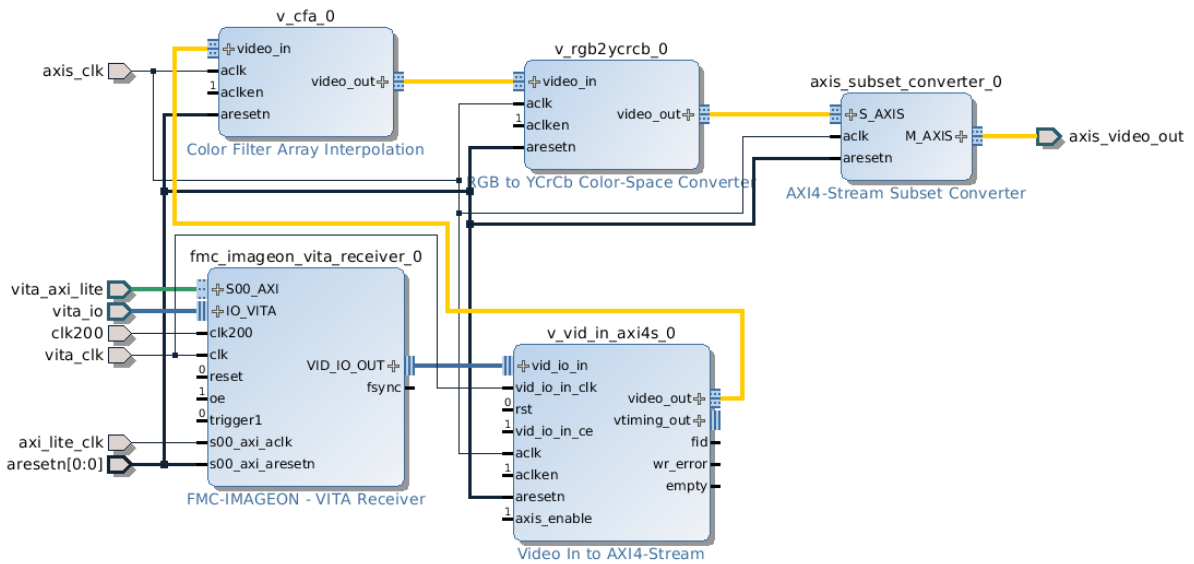 v_cfa_0
video_in
aclk
1
aclken
aresetn
video_out
Color Filter Array Interpolation
axis_clk
v_rgb2ycrcb_0
video_in
aclk
1
aclken
aresetn
video_out
RGB to YCrCb Color-Space Converter
axis_subset_converter_0
S_AXIS
aclk
aresetn
M_AXIS
AXI4-Stream Subset Converter
axis_video_out
fmc_imageon_vita_receiver_0
vita_axi_lite
vita_io
clk200
vita_clk
S00_AXI
IO_VITA
clk200
clk
0
reset
1
oe
0
trigger1
s00_axi_aclk
s00_axi_aresetn
VID_IO_OUT
fsync
axi_lite_clk
aresetn[0:0]
FMC-IMAGEON - VITA Receiver
v_vid_in_axi4s_0
vid_io_in
vid_io_in_clk
0
rst
1
vid_io_in_ce
aclk
1
aclken
aresetn
1
axis_enable
video_out
vtiming_out
fid
wr_error
empty
Video In to AXI4-Stream